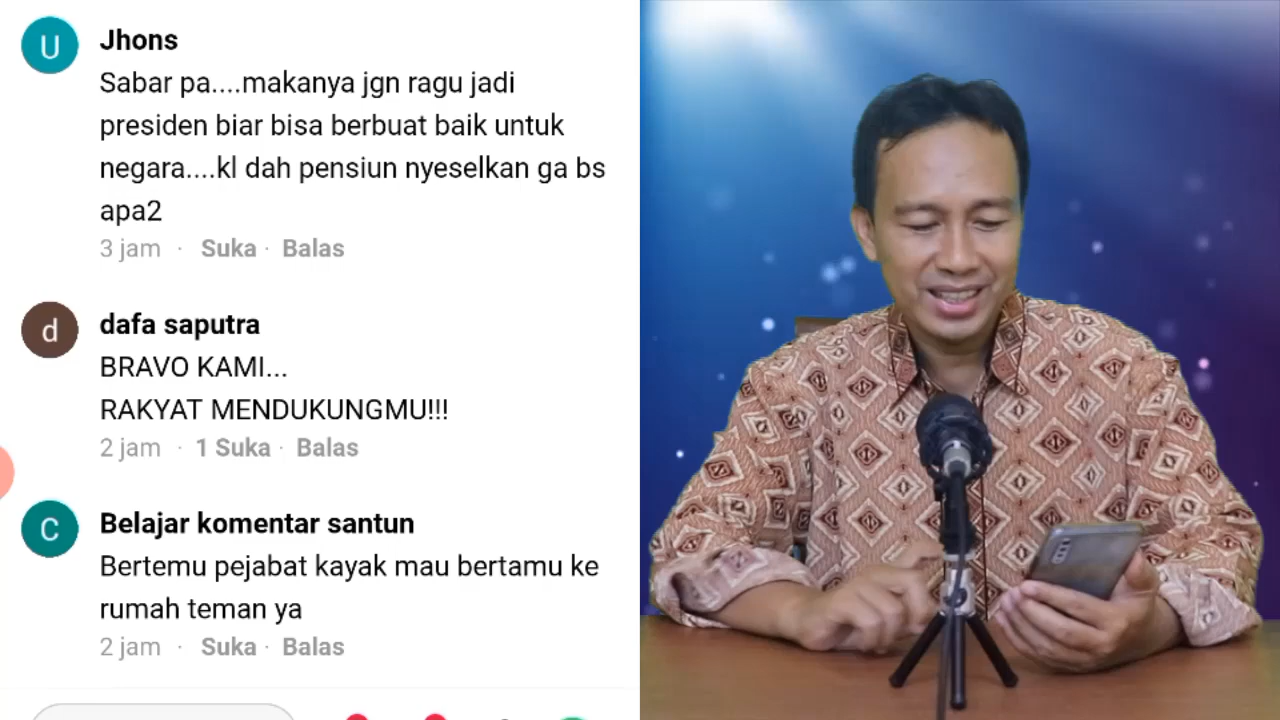 U
Jhons
Sabar pa....makanya jgn ragu jadi
presiden biar bisa berbuat baik untuk
negara....kl dah pensiun nyeselkan ga bs
apa2
3 jam · Suka · Balas
d
dafa saputra
BRAVO KAMI...
RAKYAT MENDUKUNGMU!!!
2 jam · 1 Suka · Balas
C
Belajar komentar santun
Bertemu pejabat kayak mau bertamu ke
rumah teman ya
2 jam · Suka · Balas